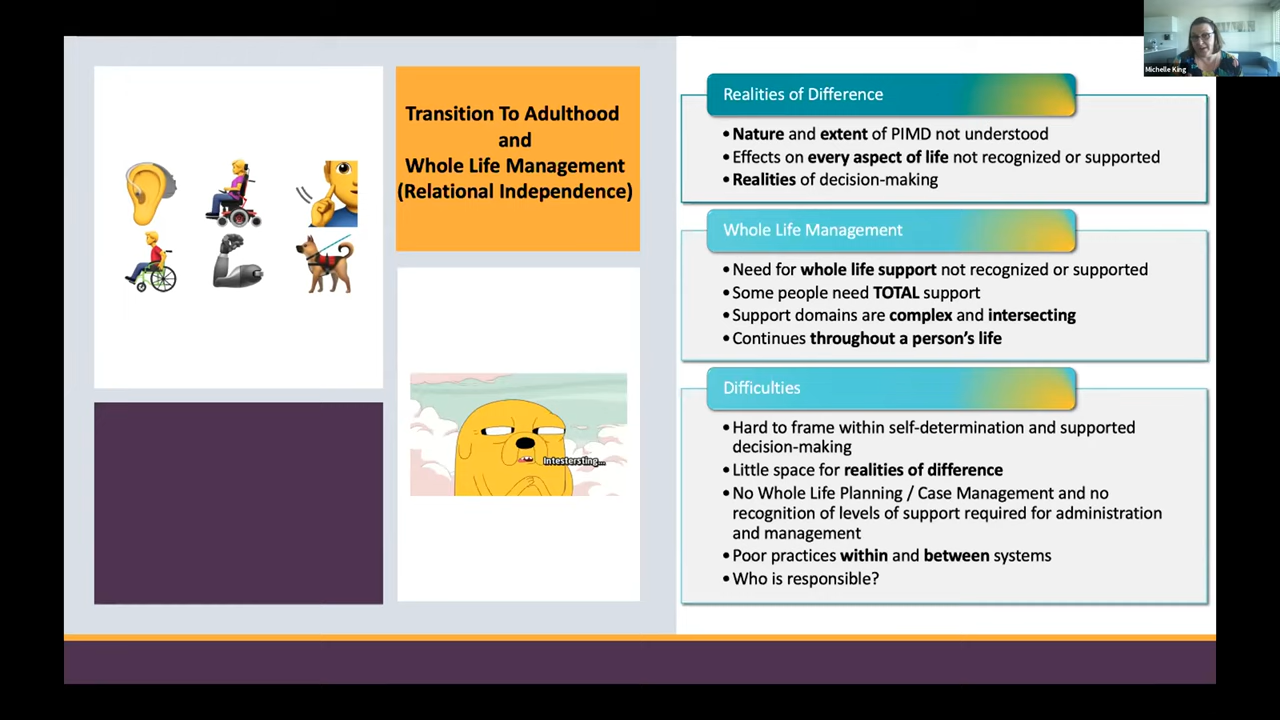 Michelle King
Transition To Adulthood
and
Whole Life Management
(Relational Independence)
Intestersting...
Realities of Difference
•Nature and extent of PIMD not understood
•Effects on every aspect of life not recognized or supported
•Realities of decision-making
Whole Life Management
•Need for whole life support not recognized or supported
•Some people need TOTAL support
•Support domains are complex and intersecting
•Continues throughout a person's life
Difficulties
•Hard to frame within self-determination and supported
decision-making
•Little space for realities of difference
•No Whole Life Planning / Case Management and no
recognition of levels of support required for administration
and management
•Poor practices within and between systems
•Who is responsible?